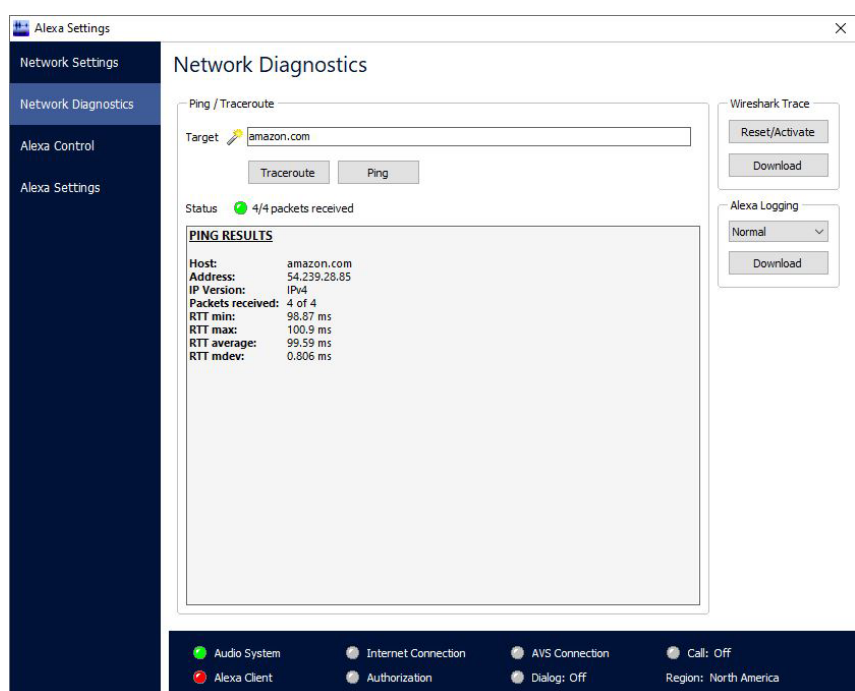 Alexa Settings
Network Settings
Network Diagnostics
Alexa Control
Alexa Settings
Network Diagnostics
Ping / Traceroute
Target amazon.com
Traceroute Ping
Status 4/4 packets received
PING RESULTS
Host: amazon.com
Address: 54.239.28.85
IP Version: IPv4
Packets received: 4 of 4
RTT min: 98.87 ms
RTT max: 100.9 ms
RTT average: 99.59 ms
RTT mdev: 0.806 ms
Wireshark Trace
Reset/Activate
Download
Alexa Logging
Normal
Download
Audio System Internet Connection AVS Connection Call: Off
Alexa Client Authorization Dialog: Off Region: North America